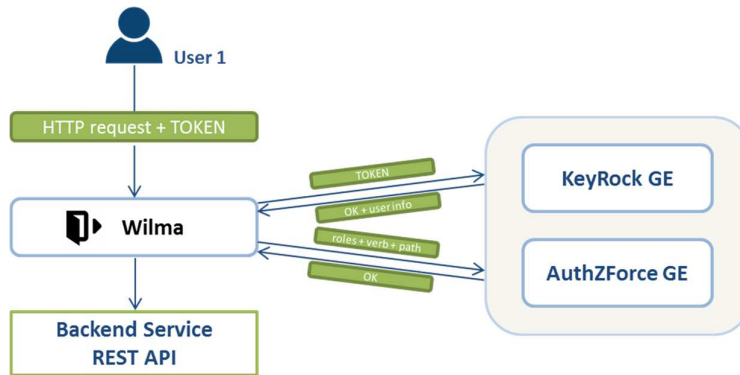 User 1
HTTP request + TOKEN
TOKEN
KeyRock GE
OK + user info
Wilma
roles + verb + path
OK
AuthZForce GE
Backend Service
REST API